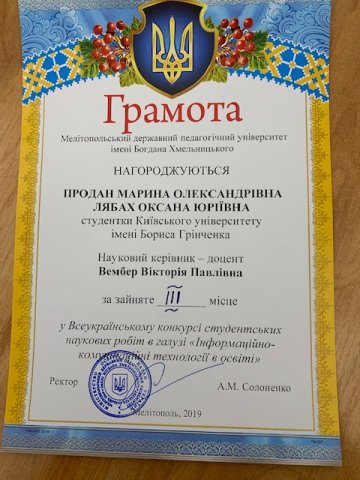 Грамота
Мелітопольський державний педагогічний університет
імені Богдана Хмельницького
НАГОРОДЖУЮТЬСЯ
ПРОДАН МАРИНА ОЛЕКСАНДРІВНА
ЛЯБАХ ОКСАНА ЮРІЇВНА
студентки Київського університету
імені Бориса Грінченка
Науковий керівник – доцент
Вембер Вікторія Павлівна
за зайняте III місце
у Всеукраїнському конкурсі студентських
наукових робіт в галузі «Інформаційно-
комунікаційні технології в освіті»
Ректор А.М. Солоненко
Мелітополь, 2019